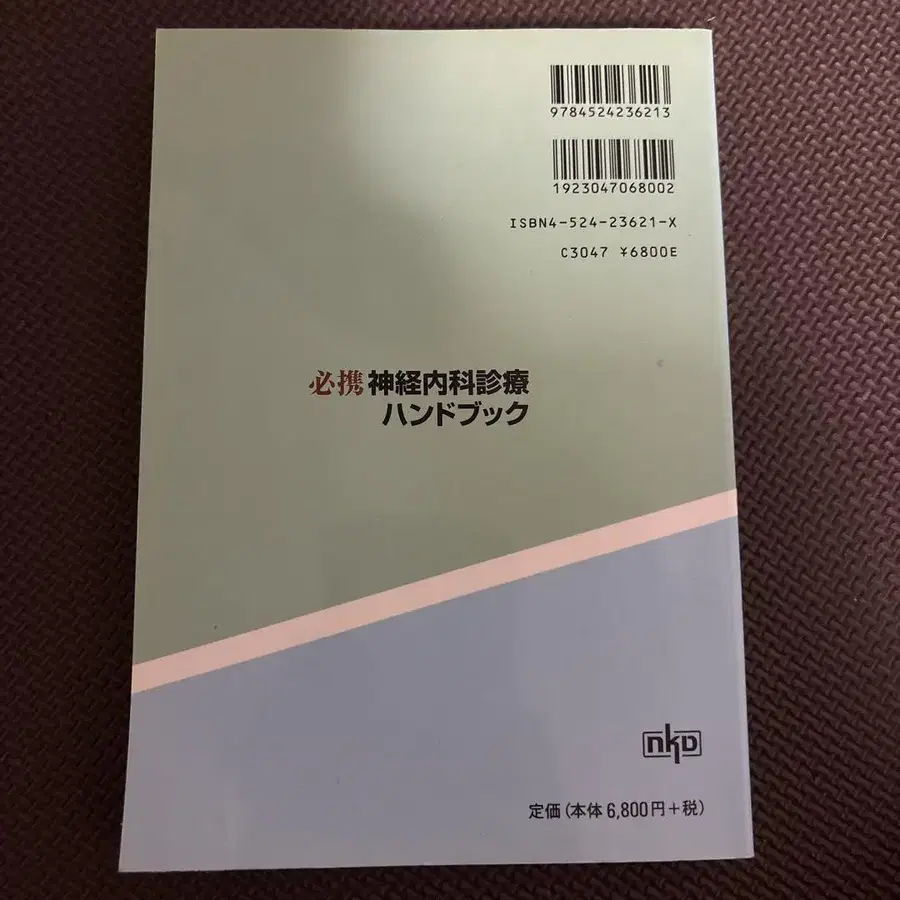 9784524236213
1923047068002
ISBN4-524-23621-X
C3047 ¥6800E
必携 神経内科診療
ハンドブック
nkd
定価(本体6,800円+税)